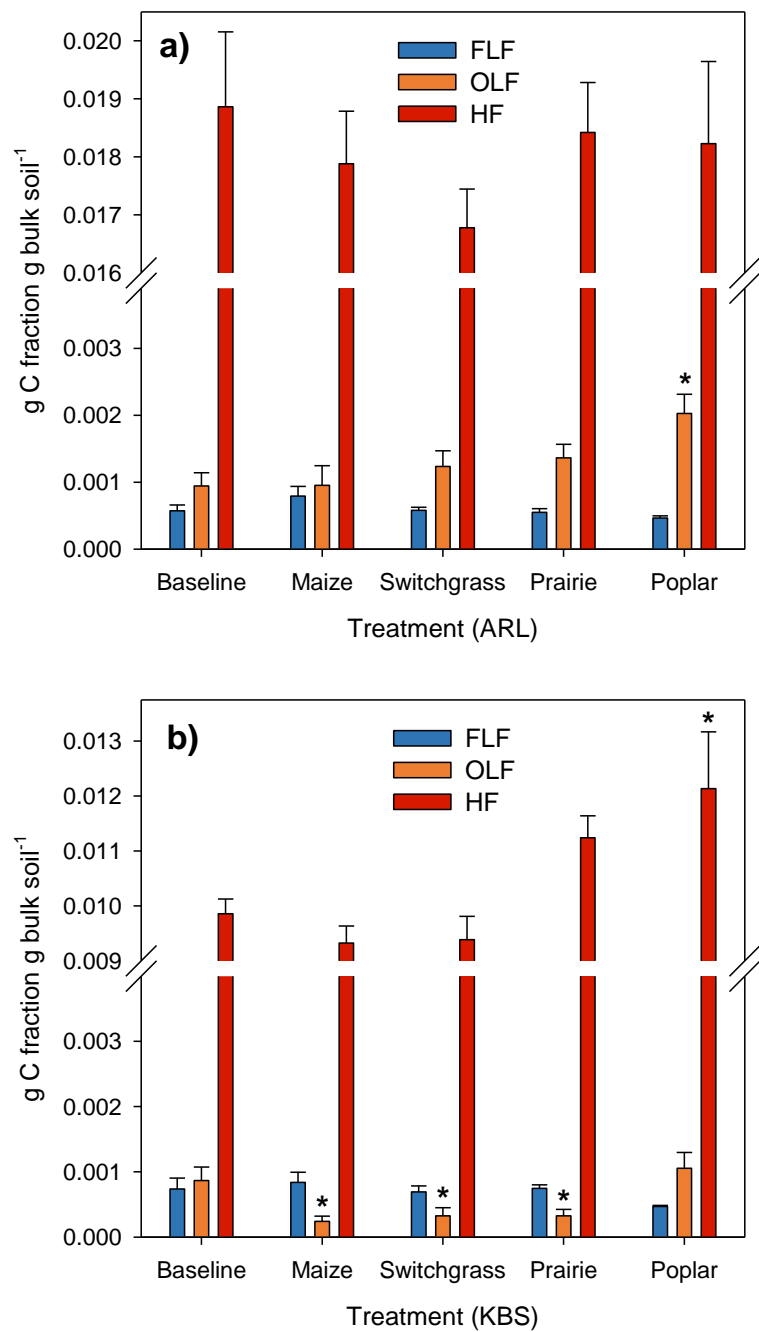 a)
FLF
OLF
HF
0.020
0.019
0.018
0.017
0.016
0.003
0.002
0.001
0.000
g C fraction g bulk soil⁻¹
*
Baseline Maize Switchgrass Prairie Poplar
Treatment (ARL)
b)
FLF
OLF
HF
0.013
0.012
0.011
0.010
0.009
0.003
0.002
0.001
0.000
g C fraction g bulk soil⁻¹
*
* * *
Baseline Maize Switchgrass Prairie Poplar
Treatment (KBS)